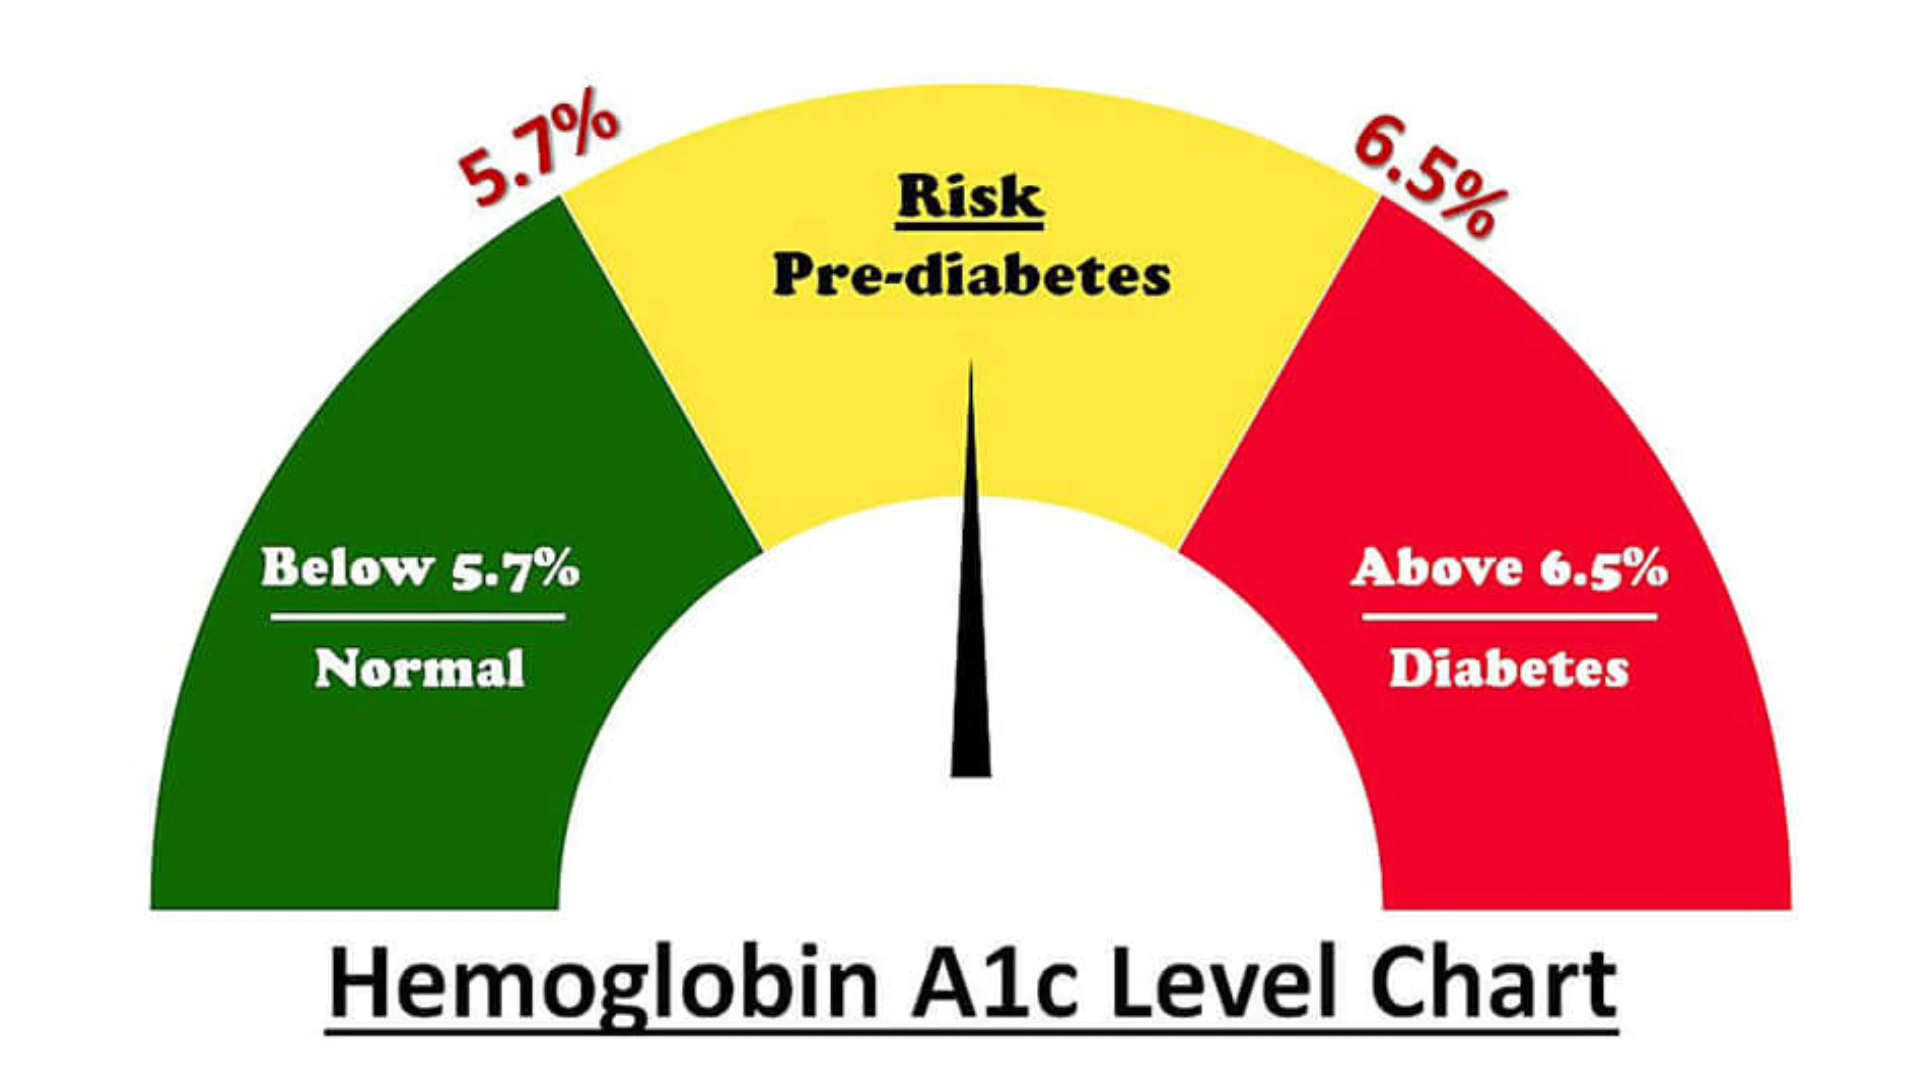 5.7%
6.5%
Risk
Pre-diabetes
Below 5.7%
Normal
Above 6.5%
Diabetes
Hemoglobin A1c Level Chart